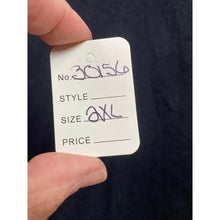 No. 30156
STYLE
SIZE 2XL
PRICE